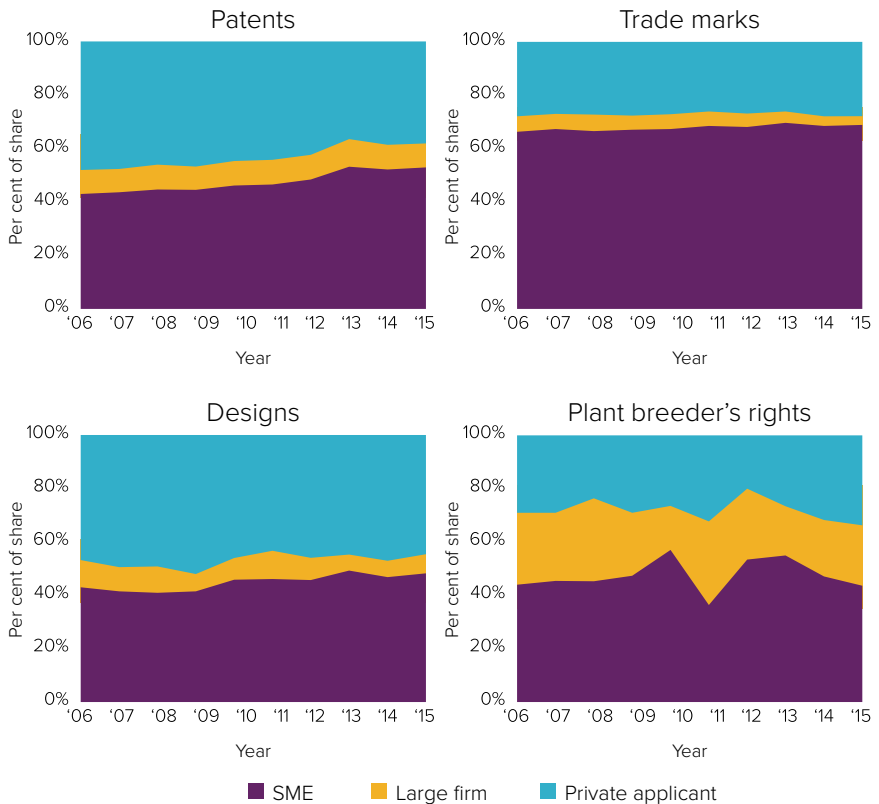 Patents
100%
80%
60%
40%
20%
0%
Per cent of share
‘06 ‘07 ‘08 ‘09 ‘10 ‘11 ‘12 ‘13 ‘14 ‘15
Year
Trade marks
100%
80%
60%
40%
20%
0%
Per cent of share
‘06 ‘07 ‘08 ‘09 ‘10 ‘11 ‘12 ‘13 ‘14 ‘15
Year
Designs
100%
80%
60%
40%
20%
0%
Per cent of share
‘06 ‘07 ‘08 ‘09 ‘10 ‘11 ‘12 ‘13 ‘14 ‘15
Year
Plant breeder’s rights
100%
80%
60%
40%
20%
0%
Per cent of share
‘06 ‘07 ‘08 ‘09 ‘10 ‘11 ‘12 ‘13 ‘14 ‘15
Year
SME Large firm Private applicant